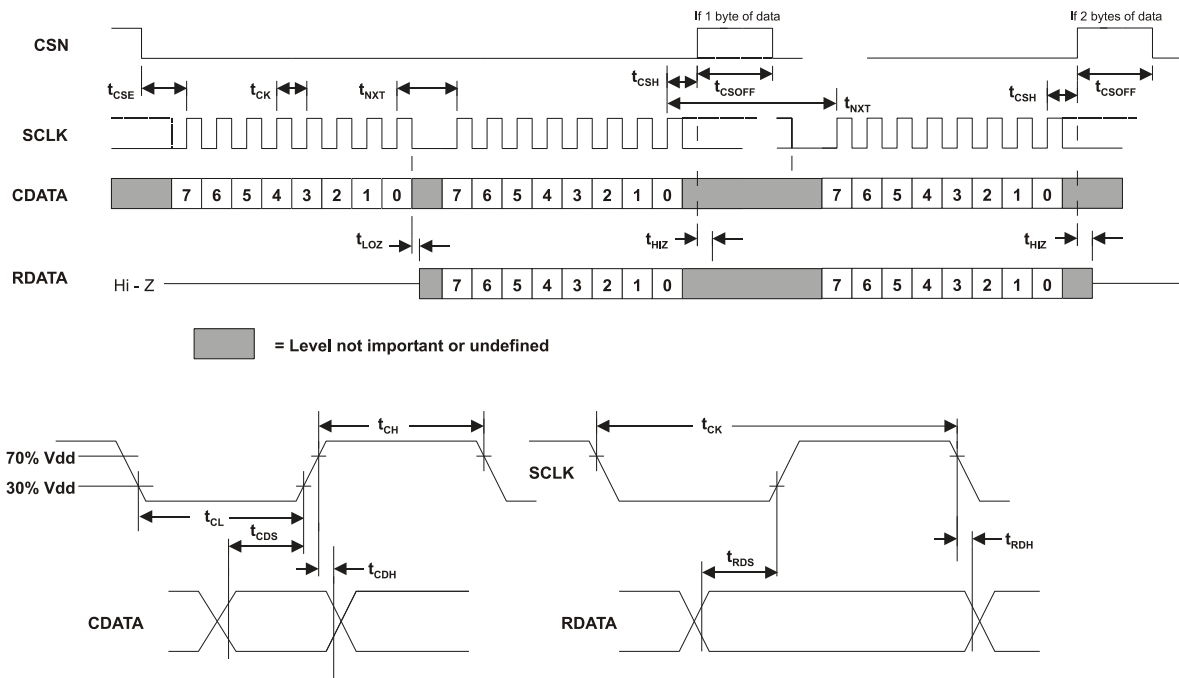 If 1 byte of data
If 2 bytes of data
CSN
tCSE
tCK
tNXT
tCSH
tCSOFF
tNXT
tCSH
tCSOFF
SCLK
CDATA
7 6 5 4 3 2 1 0
7 6 5 4 3 2 1 0
7 6 5 4 3 2 1 0
tLOZ
tHIZ
tHIZ
RDATA
Hi - Z
7 6 5 4 3 2 1 0
7 6 5 4 3 2 1 0
= Level not important or undefined
tCH
tCK
70% Vdd
30% Vdd
SCLK
tCL
tCDS
tCDH
tRDS
tRDH
CDATA
RDATA